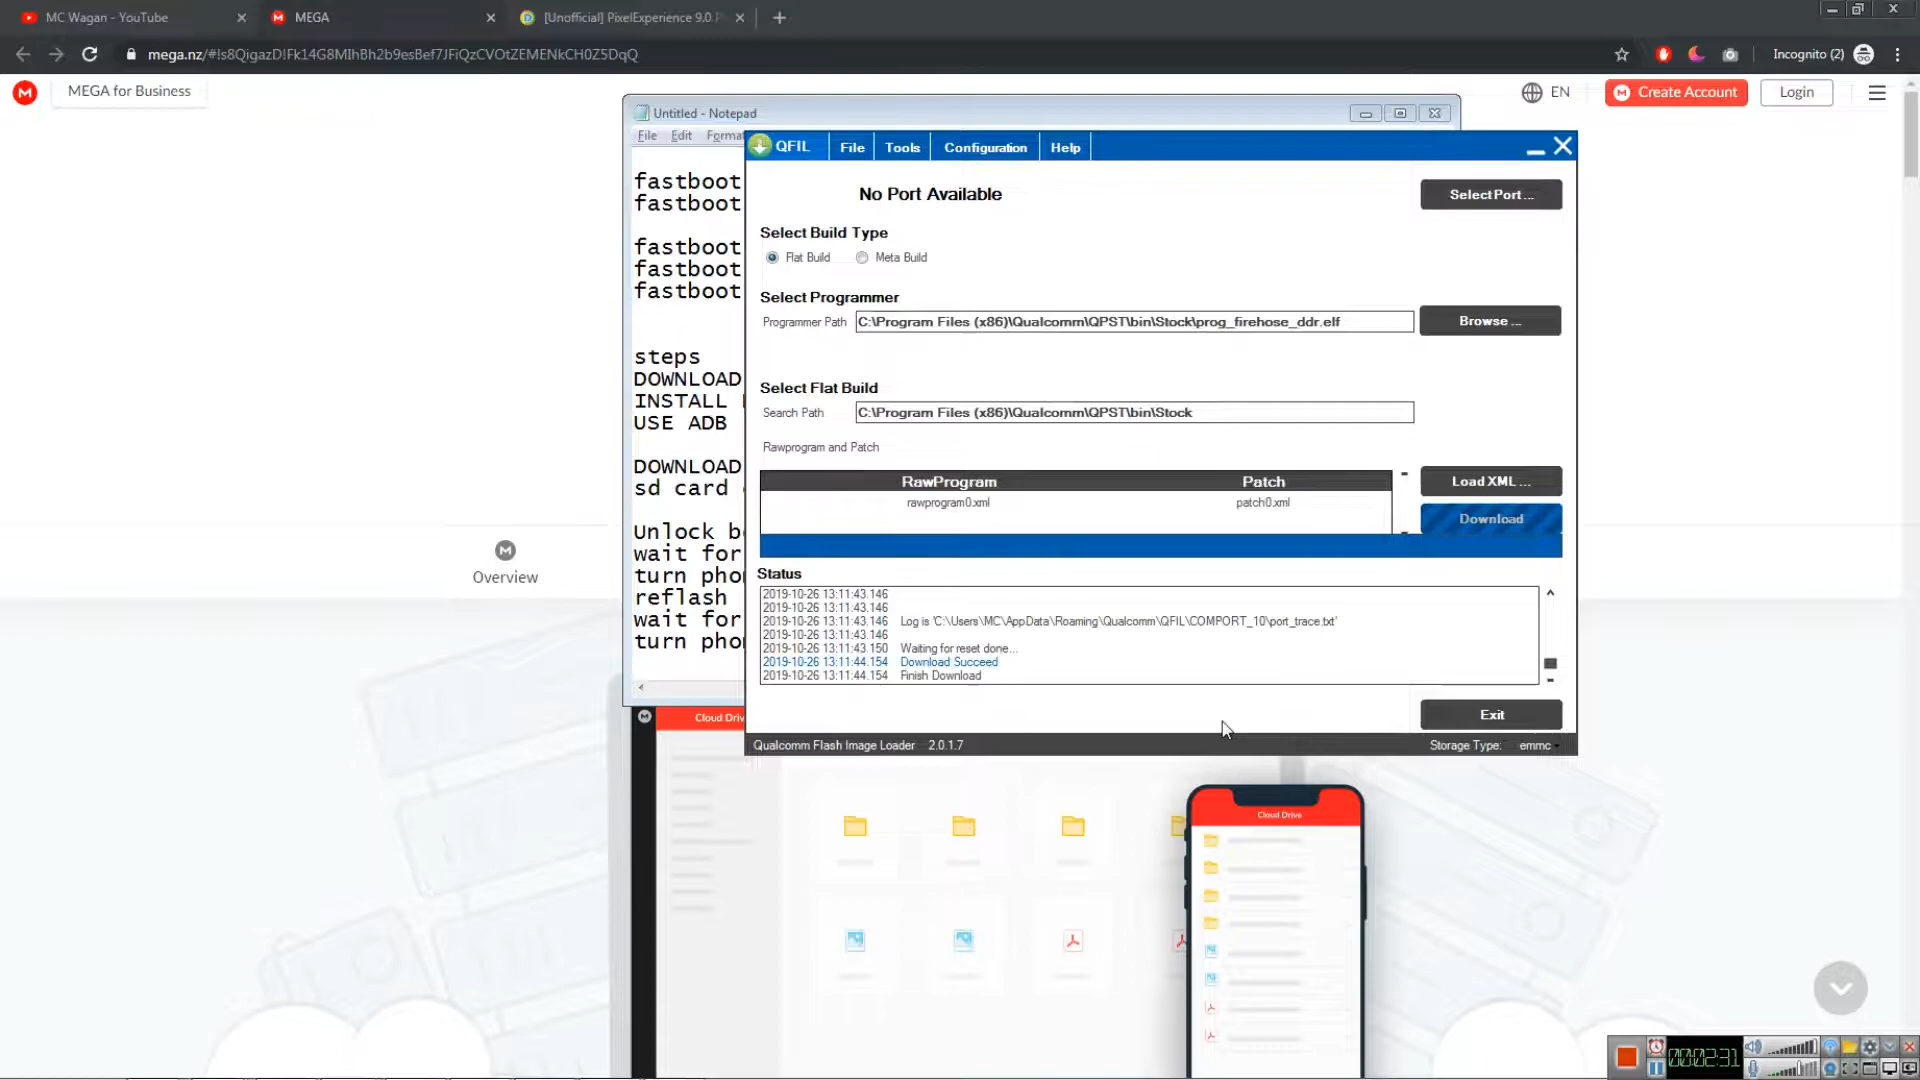 MC Wagan - YouTube
MEGA
[Unofficial] PixelExperience 9.0 P
mega.nz/#!s8QigazD!Fk14G8MIhBh2b9esBef7JFiQzCVOtZEMENkCH0Z5DqQ
Incognito (2)
MEGA for Business
EN
Create Account
Login
Untitled - Notepad
File Edit Format
QFIL File Tools Configuration Help
fastboot
fastboot
fastboot
fastboot
fastboot
steps
DOWNLOAD
INSTALL
USE ADB
DOWNLOAD
sd card
Unlock b
wait for
turn pho
reflash
wait for
turn pho
No Port Available
Select Port ...
Select Build Type
Flat Build Meta Build
Select Programmer
Programmer Path C:\Program Files (x86)\Qualcomm\QPST\bin\Stock\prog_firehose_ddr.elf
Browse ...
Select Flat Build
Search Path C:\Program Files (x86)\Qualcomm\QPST\bin\Stock
Rawprogram and Patch
RawProgram Patch
rawprogram0.xml patch0.xml
Load XML ...
Download
Status
2019-10-26 13:11:43.146
2019-10-26 13:11:43.146
2019-10-26 13:11:43.146 Log is 'C:\Users\MC\AppData\Roaming\Qualcomm\QFIL\COMPORT_10\port_trace.txt'
2019-10-26 13:11:43.146
2019-10-26 13:11:43.150 Waiting for reset done...
2019-10-26 13:11:44.154 Download Succeed
2019-10-26 13:11:44.154 Finish Download
Exit
Qualcomm Flash Image Loader 2.0.1.7
Storage Type: emmc
Overview
Cloud Driv
Cloud Drive
00:02:31